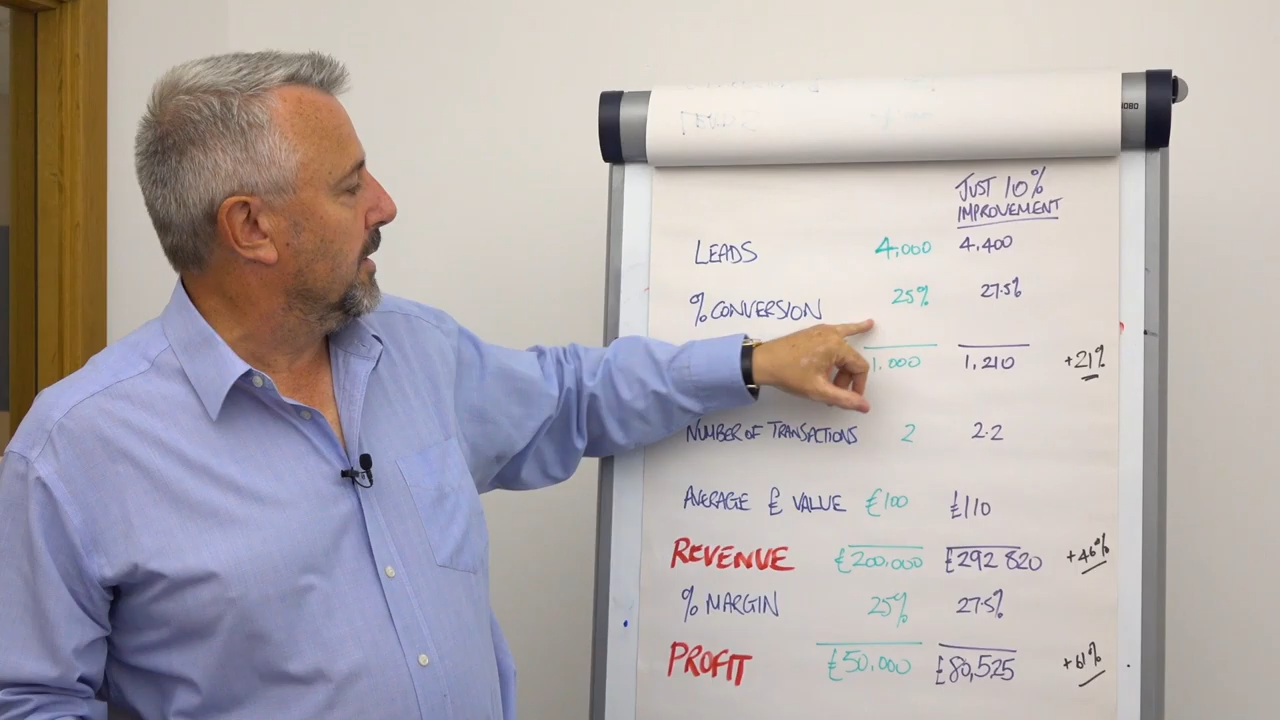 JUST 10%
IMPROVEMENT
LEADS 4,000 4,400
% CONVERSION 25% 27.5%
1.000 1,210 +21%
NUMBER OF TRANSACTIONS 2 2.2
AVERAGE £ VALUE £100 £110
REVENUE £200,000 £292 820 +46%
% MARGIN 25% 27.5%
PROFIT £50,000 £80,525 +61%